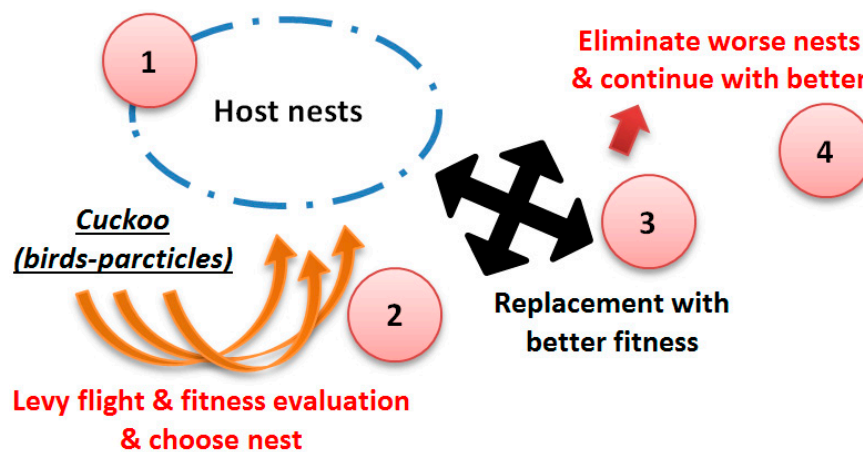 1
Host nests
Cuckoo
(birds-parcticles)
2
Levy flight & fitness evaluation
& choose nest
3
Replacement with
better fitness
Eliminate worse nests
& continue with better
4